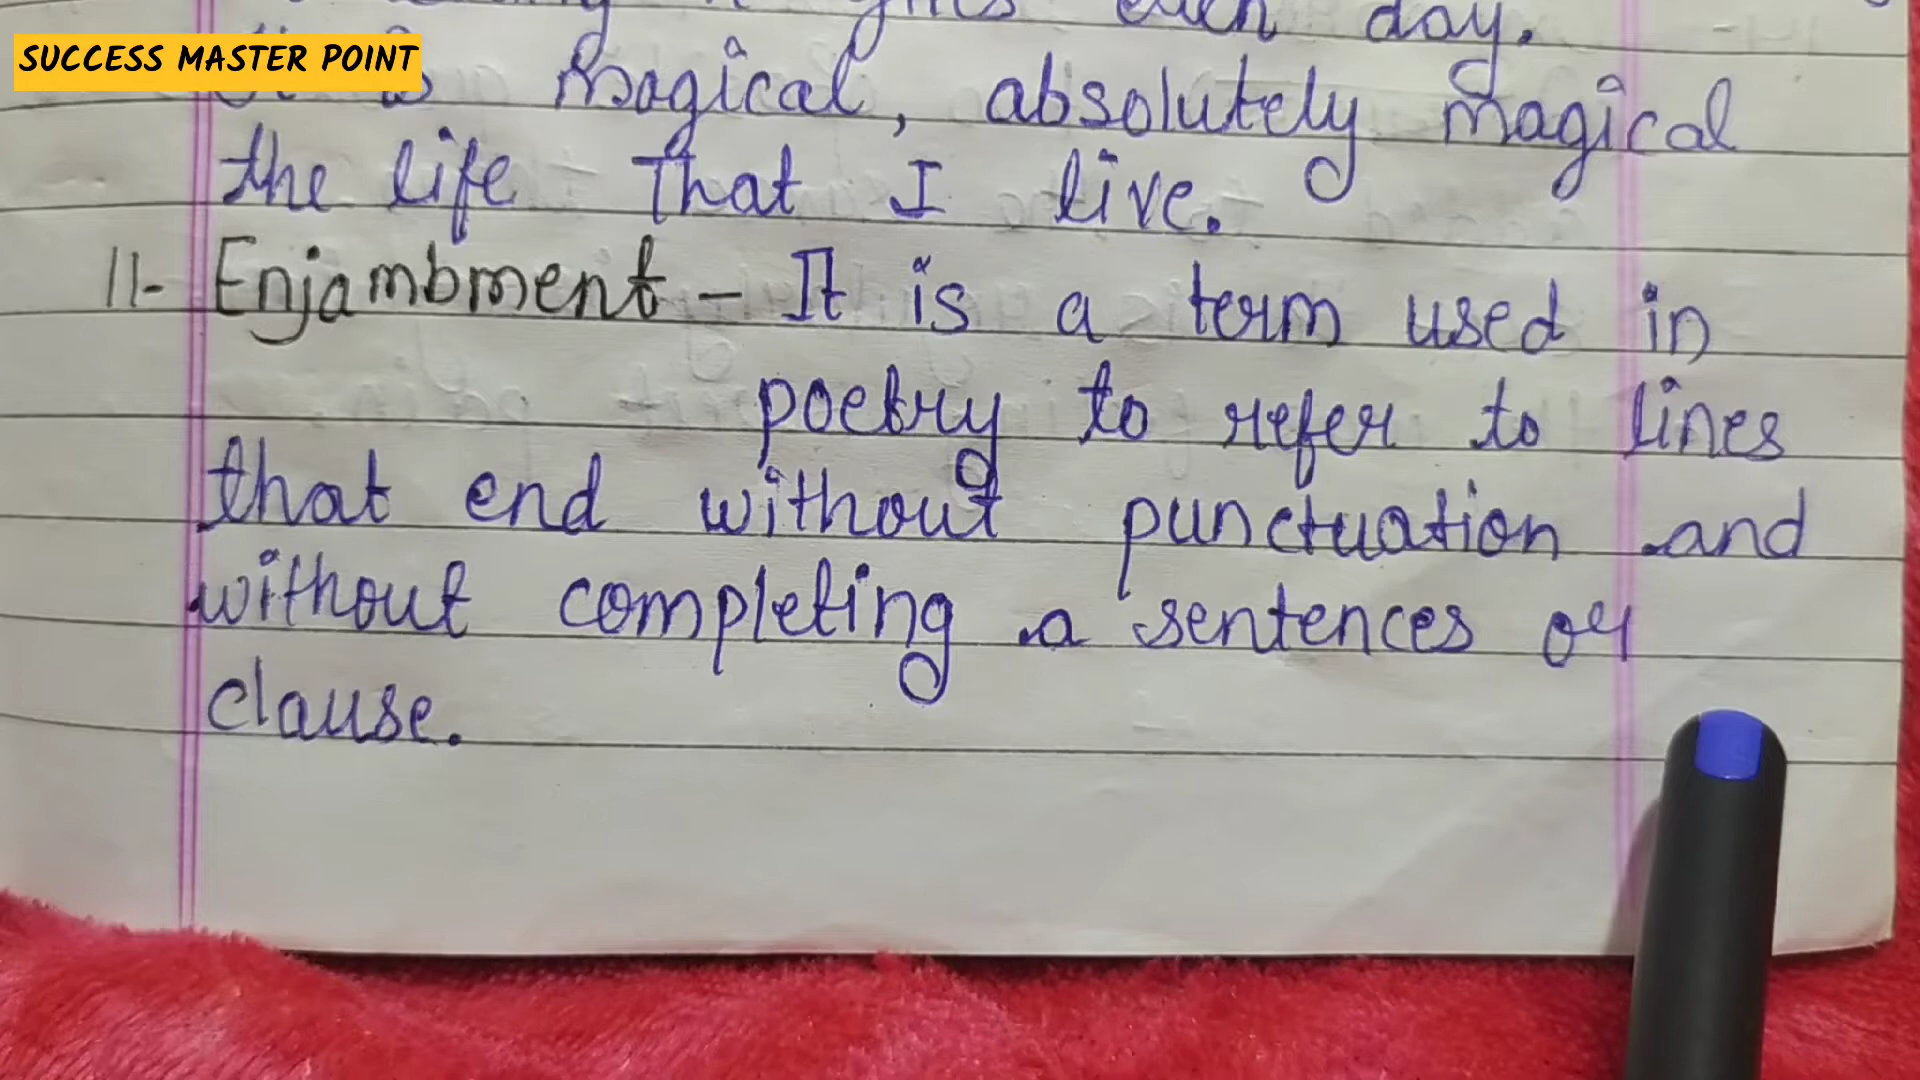 each day.
SUCCESS MASTER POINT
magical, absolutely magical
the life that I live.
11- Enjambment - It is a term used in
poetry to refer to lines
that end without punctuation and
without completing a sentences or
clause.